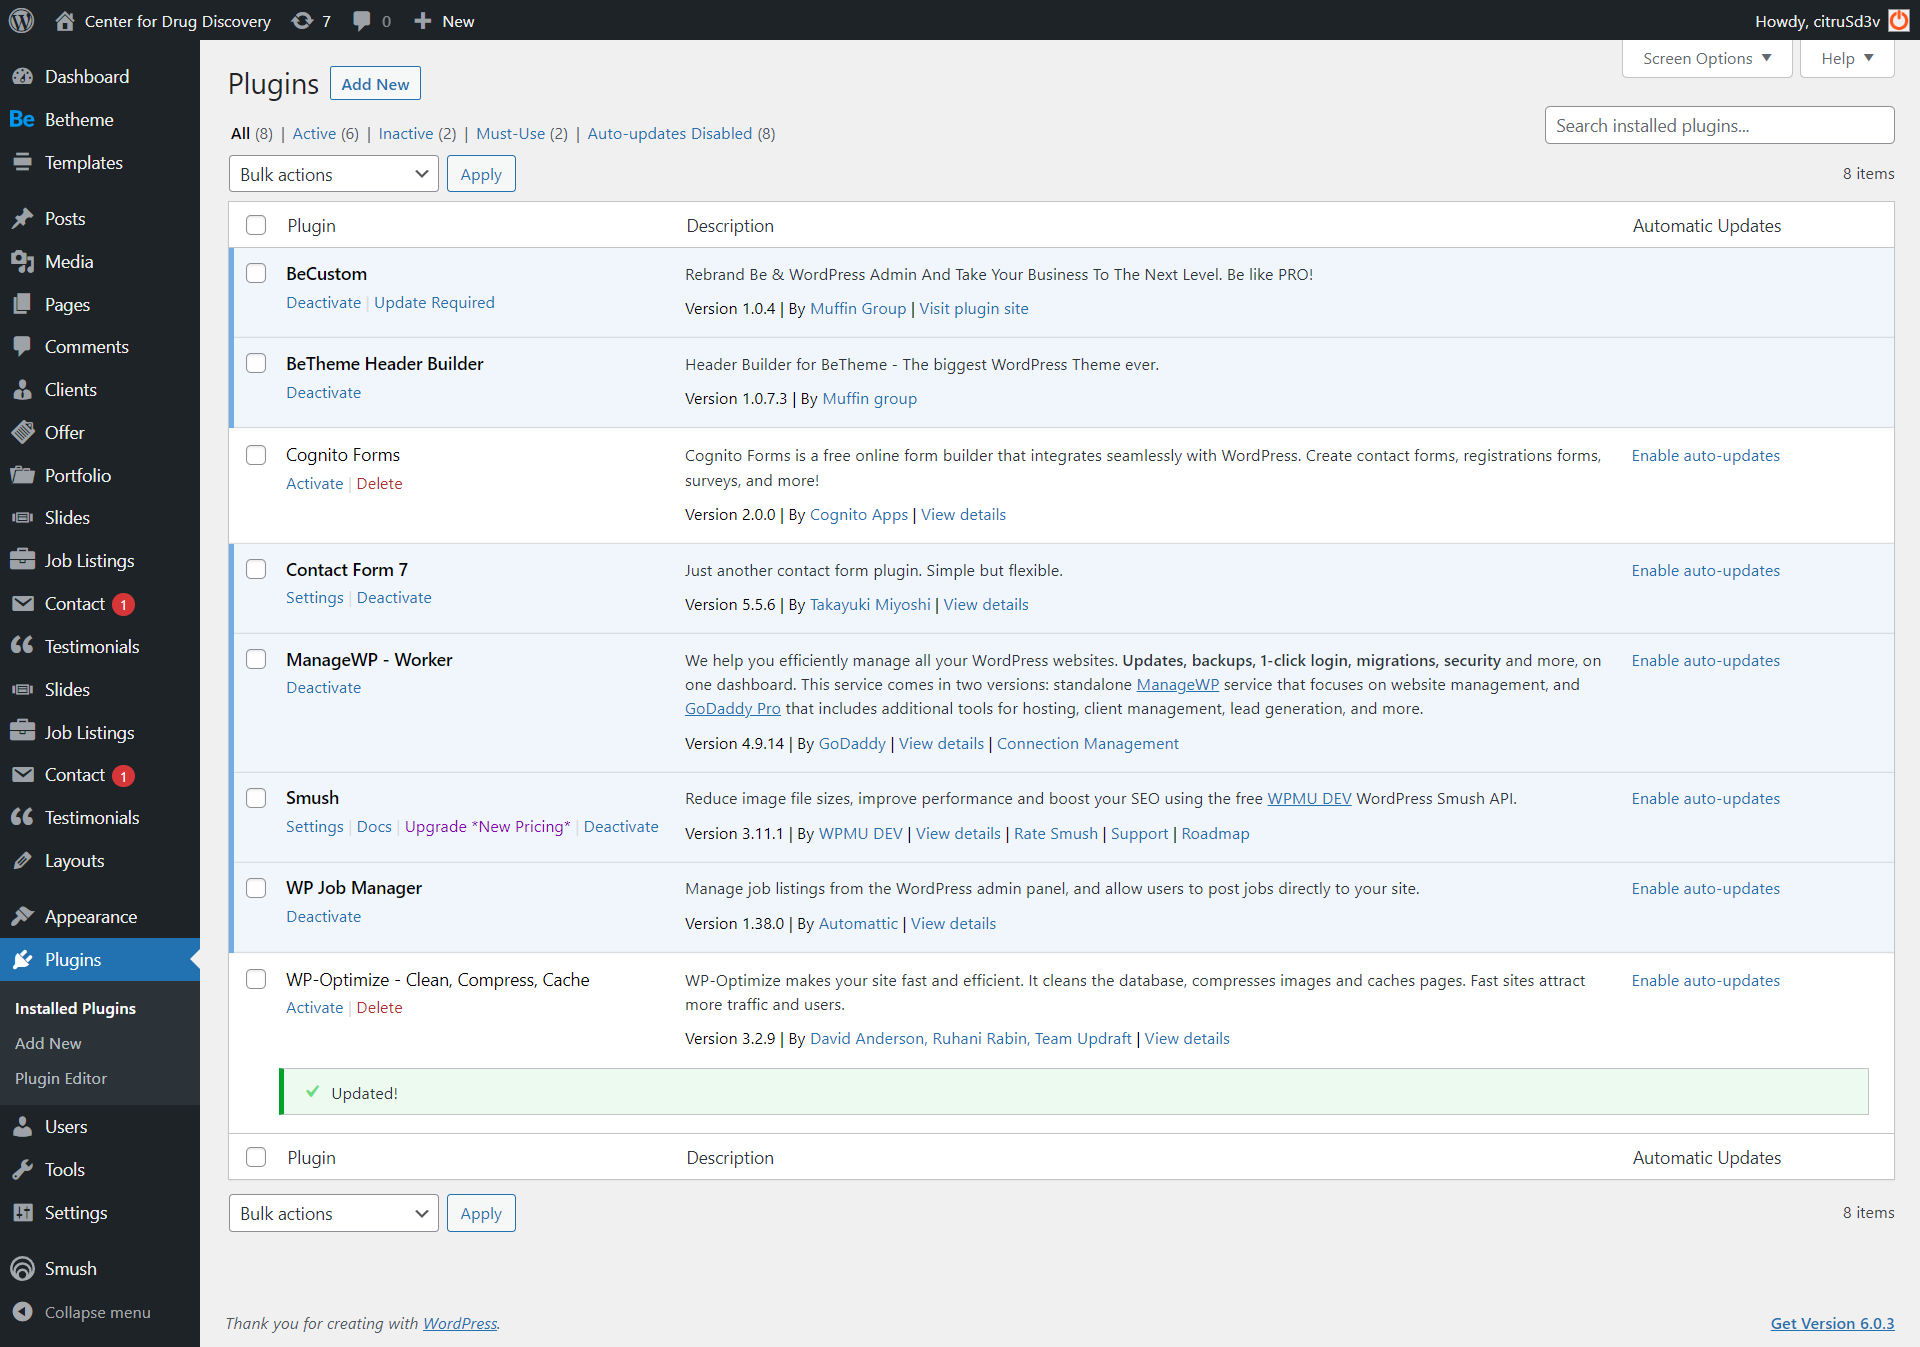 Center for Drug Discovery 7 0 New Howdy, citruSd3v
Screen Options Help
Dashboard
Be Betheme
Templates
Posts
Media
Pages
Comments
Clients
Offer
Portfolio
Slides
Job Listings
Contact 1
Testimonials
Slides
Job Listings
Contact 1
Testimonials
Layouts
Appearance
Plugins
Installed Plugins
Add New
Plugin Editor
Users
Tools
Settings
Smush
Collapse menu
Plugins Add New
All (8) | Active (6) | Inactive (2) | Must-Use (2) | Auto-updates Disabled (8)
Search installed plugins...
Bulk actions Apply 8 items
Plugin Description Automatic Updates
BeCustom
Deactivate | Update Required
Rebrand Be & WordPress Admin And Take Your Business To The Next Level. Be like PRO!
Version 1.0.4 | By Muffin Group | Visit plugin site
BeTheme Header Builder
Deactivate
Header Builder for BeTheme - The biggest WordPress Theme ever.
Version 1.0.7.3 | By Muffin group
Cognito Forms
Activate | Delete
Cognito Forms is a free online form builder that integrates seamlessly with WordPress. Create contact forms, registrations forms,
surveys, and more!
Version 2.0.0 | By Cognito Apps | View details
Enable auto-updates
Contact Form 7
Settings | Deactivate
Just another contact form plugin. Simple but flexible.
Version 5.5.6 | By Takayuki Miyoshi | View details
Enable auto-updates
ManageWP - Worker
Deactivate
We help you efficiently manage all your WordPress websites. Updates, backups, 1-click login, migrations, security and more, on
one dashboard. This service comes in two versions: standalone ManageWP service that focuses on website management, and
GoDaddy Pro that includes additional tools for hosting, client management, lead generation, and more.
Version 4.9.14 | By GoDaddy | View details | Connection Management
Enable auto-updates
Smush
Settings | Docs | Upgrade *New Pricing* | Deactivate
Reduce image file sizes, improve performance and boost your SEO using the free WPMU DEV WordPress Smush API.
Version 3.11.1 | By WPMU DEV | View details | Rate Smush | Support | Roadmap
Enable auto-updates
WP Job Manager
Deactivate
Manage job listings from the WordPress admin panel, and allow users to post jobs directly to your site.
Version 1.38.0 | By Automattic | View details
Enable auto-updates
WP-Optimize - Clean, Compress, Cache
Activate | Delete
WP-Optimize makes your site fast and efficient. It cleans the database, compresses images and caches pages. Fast sites attract
more traffic and users.
Version 3.2.9 | By David Anderson, Ruhani Rabin, Team Updraft | View details
Enable auto-updates
Updated!
Plugin Description Automatic Updates
Bulk actions Apply 8 items
Thank you for creating with WordPress.
Get Version 6.0.3